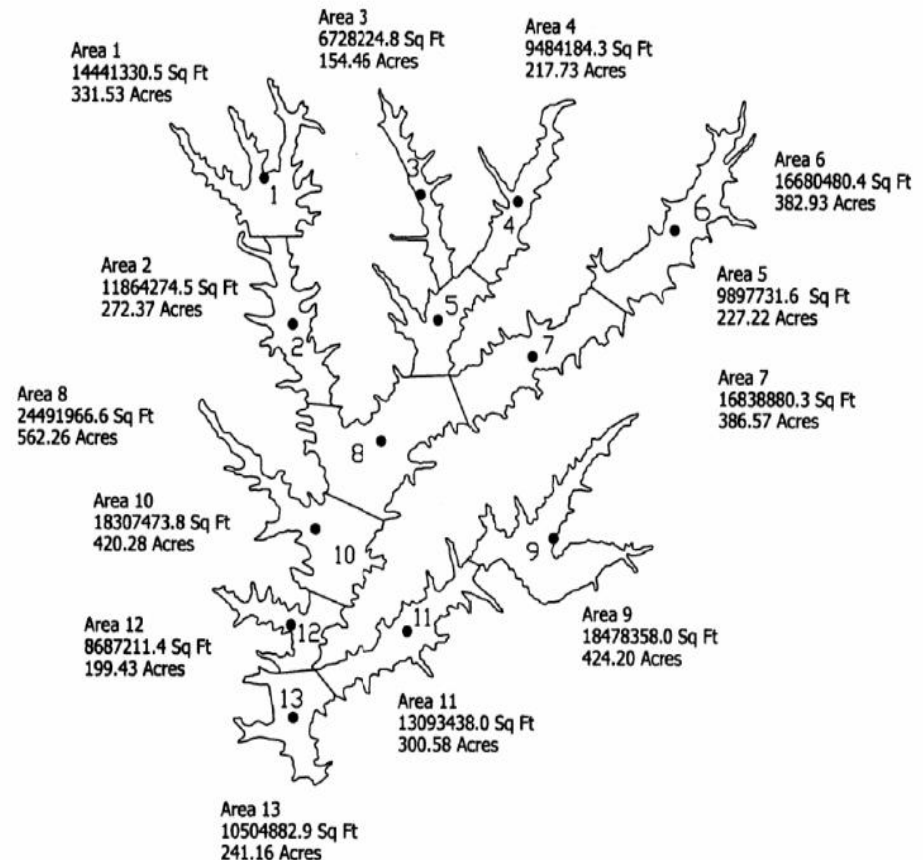 Area 3
6728224.8 Sq Ft
154.46 Acres
Area 4
9484184.3 Sq Ft
217.73 Acres
Area 1
14441330.5 Sq Ft
331.53 Acres
Area 6
16680480.4 Sq Ft
382.93 Acres
3
1
4
6
Area 2
11864274.5 Sq Ft
272.37 Acres
Area 5
9897731.6 Sq Ft
227.22 Acres
5
2
7
Area 7
16838880.3 Sq Ft
386.57 Acres
Area 8
24491966.6 Sq Ft
562.26 Acres
8
Area 10
18307473.8 Sq Ft
420.28 Acres
10
9
Area 12
8687211.4 Sq Ft
199.43 Acres
12
11
Area 9
18478358.0 Sq Ft
424.20 Acres
13
Area 11
13093438.0 Sq Ft
300.58 Acres
Area 13
10504882.9 Sq Ft
241.16 Acres